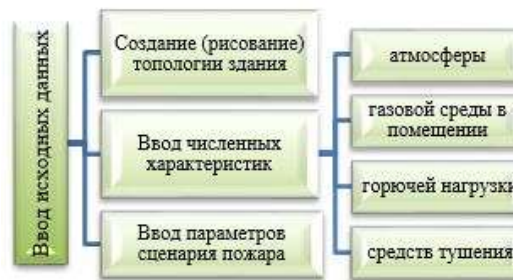 Ввод исходных данных
Создание (рисование)
топологии здания
Ввод численных
характеристик
Ввод параметров
сценария пожара
атмосферы
газовой среды в
помещении
горючей нагрузки
средств тушения